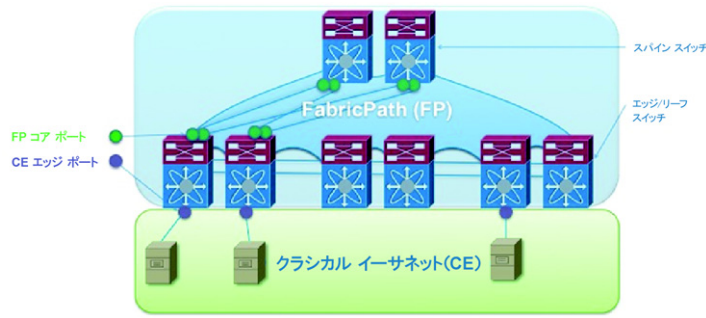 スパイン スイッチ
エッジ/リーフ
スイッチ
FabricPath (FP)
FP コア ポート
CE エッジ ポート
クラシカル イーサネット(CE)